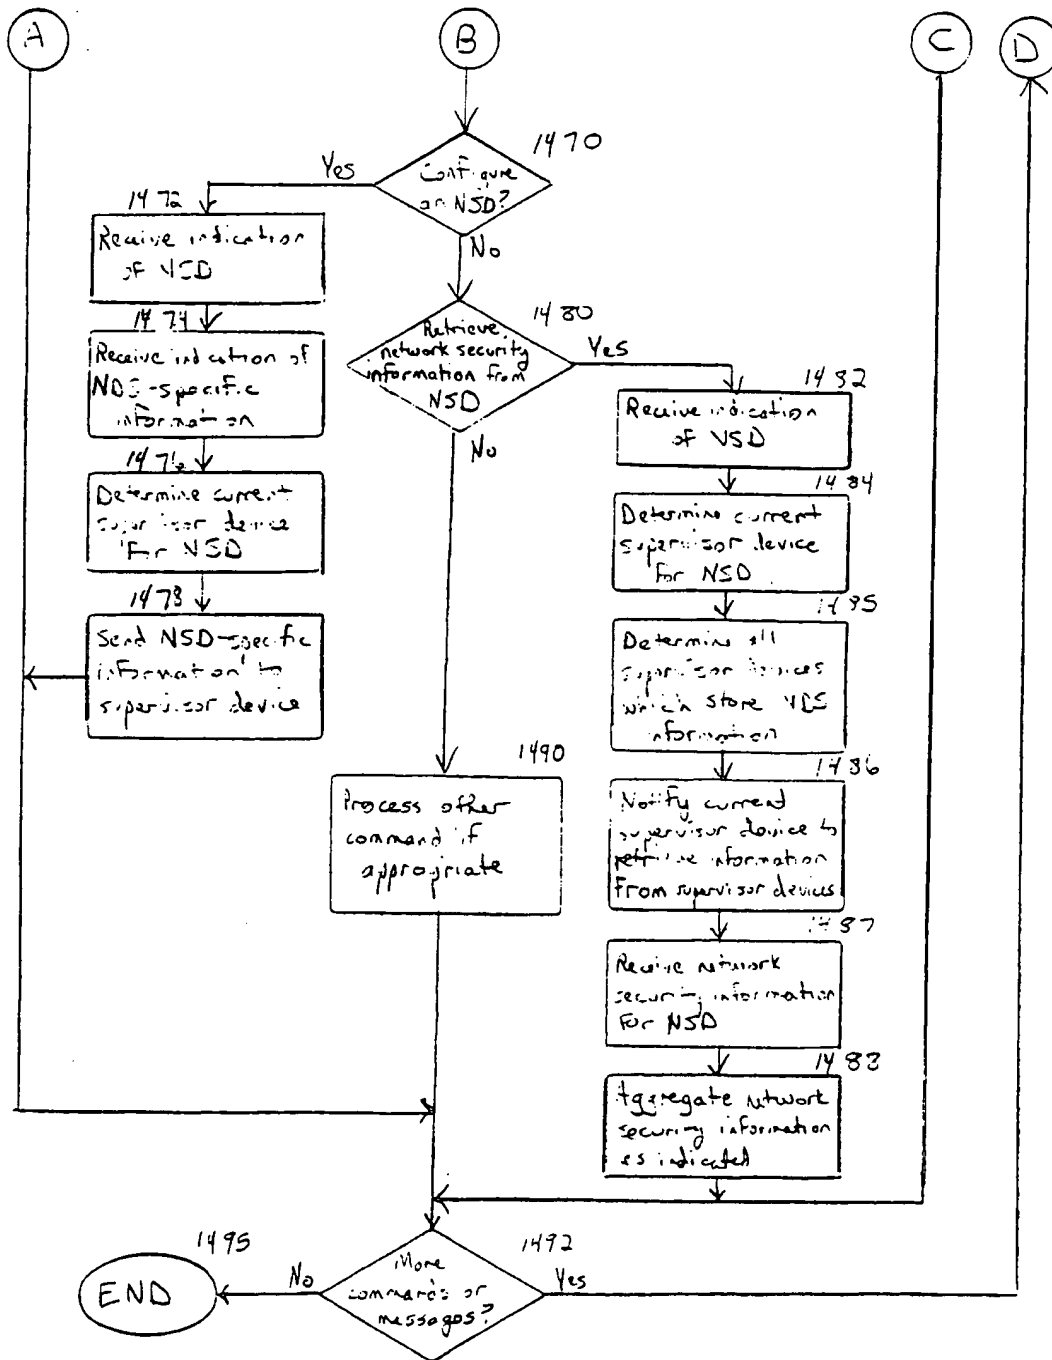 A
B
C
D
1470
Configure
an NSD?
Yes
No
1472
Receive indication
of NSD
1474
Receive indication of
NDS-specific
information
1476
Determine current
supervisor device
for NSD
1478
Send NSD-specific
information to
supervisor device
1480
Retrieve
network security
information from
NSD
Yes
No
1482
Receive indication
of NSD
1484
Determine current
supervisor device
for NSD
1485
Determine all
supervisor devices
which store NDS
information
1486
Notify current
supervisor device to
retrieve information
from supervisor devices
1487
Receive network
security information
for NSD
1488
Aggregate network
security information
as indicated
1490
Process other
command if
appropriate
1492
More
commands or
messages?
Yes
No
1495
END